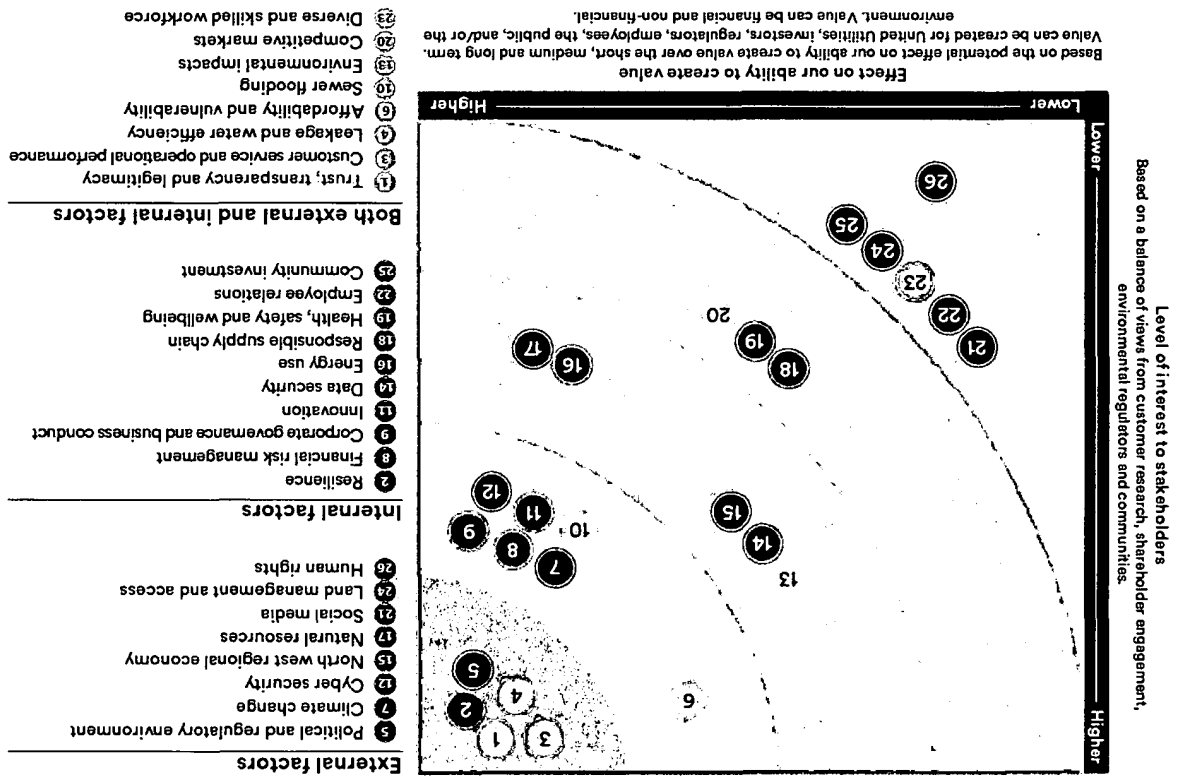 Level of interest to stakeholders
Based on a balance of views from customer research, shareholder engagement,
environmental regulators and communities.
Higher
Lower
3
1
2
6
4
5
13
7
8
14
9
10
11
15
12
18
16
17
21
19
20
22
23
24
25
26
Lower
Higher
Effect on our ability to create value
Based on the potential effect on our ability to create value over the short, medium and long term.
Value can be created for United Utilities, investors, regulators, employees, the public, and/or the
environment. Value can be financial and non-financial.
External factors
5 Political and regulatory environment
7 Climate change
12 Cyber security
15 North west regional economy
17 Natural resources
21 Social media
24 Land management and access
26 Human rights
Internal factors
2 Resilience
8 Financial risk management
9 Corporate governance and business conduct
11 Innovation
14 Data security
16 Energy use
18 Responsible supply chain
19 Health, safety and wellbeing
22 Employee relations
25 Community investment
Both external and internal factors
1 Trust, transparency and legitimacy
3 Customer service and operational performance
4 Leakage and water efficiency
6 Affordability and vulnerability
10 Sewer flooding
13 Environmental impacts
20 Competitive markets
23 Diverse and skilled workforce